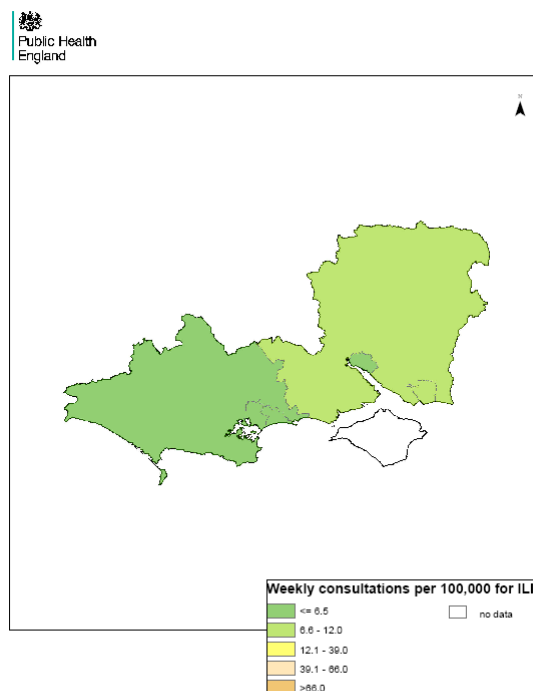 Public Health
England
N
Weekly consultations per 100,000 for ILI
<= 6.5
no data
6.6 - 12.0
12.1 - 39.0
39.1 - 66.0
>66.0